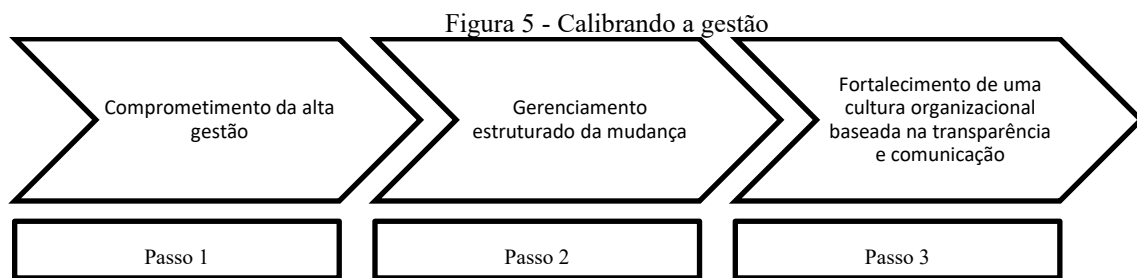 Figura 5 - Calibrando a gestão
Comprometimento da alta
gestão
Gerenciamento
estruturado da mudança
Fortalecimento de uma
cultura organizacional
baseada na transparência
e comunicação
Passo 1
Passo 2
Passo 3